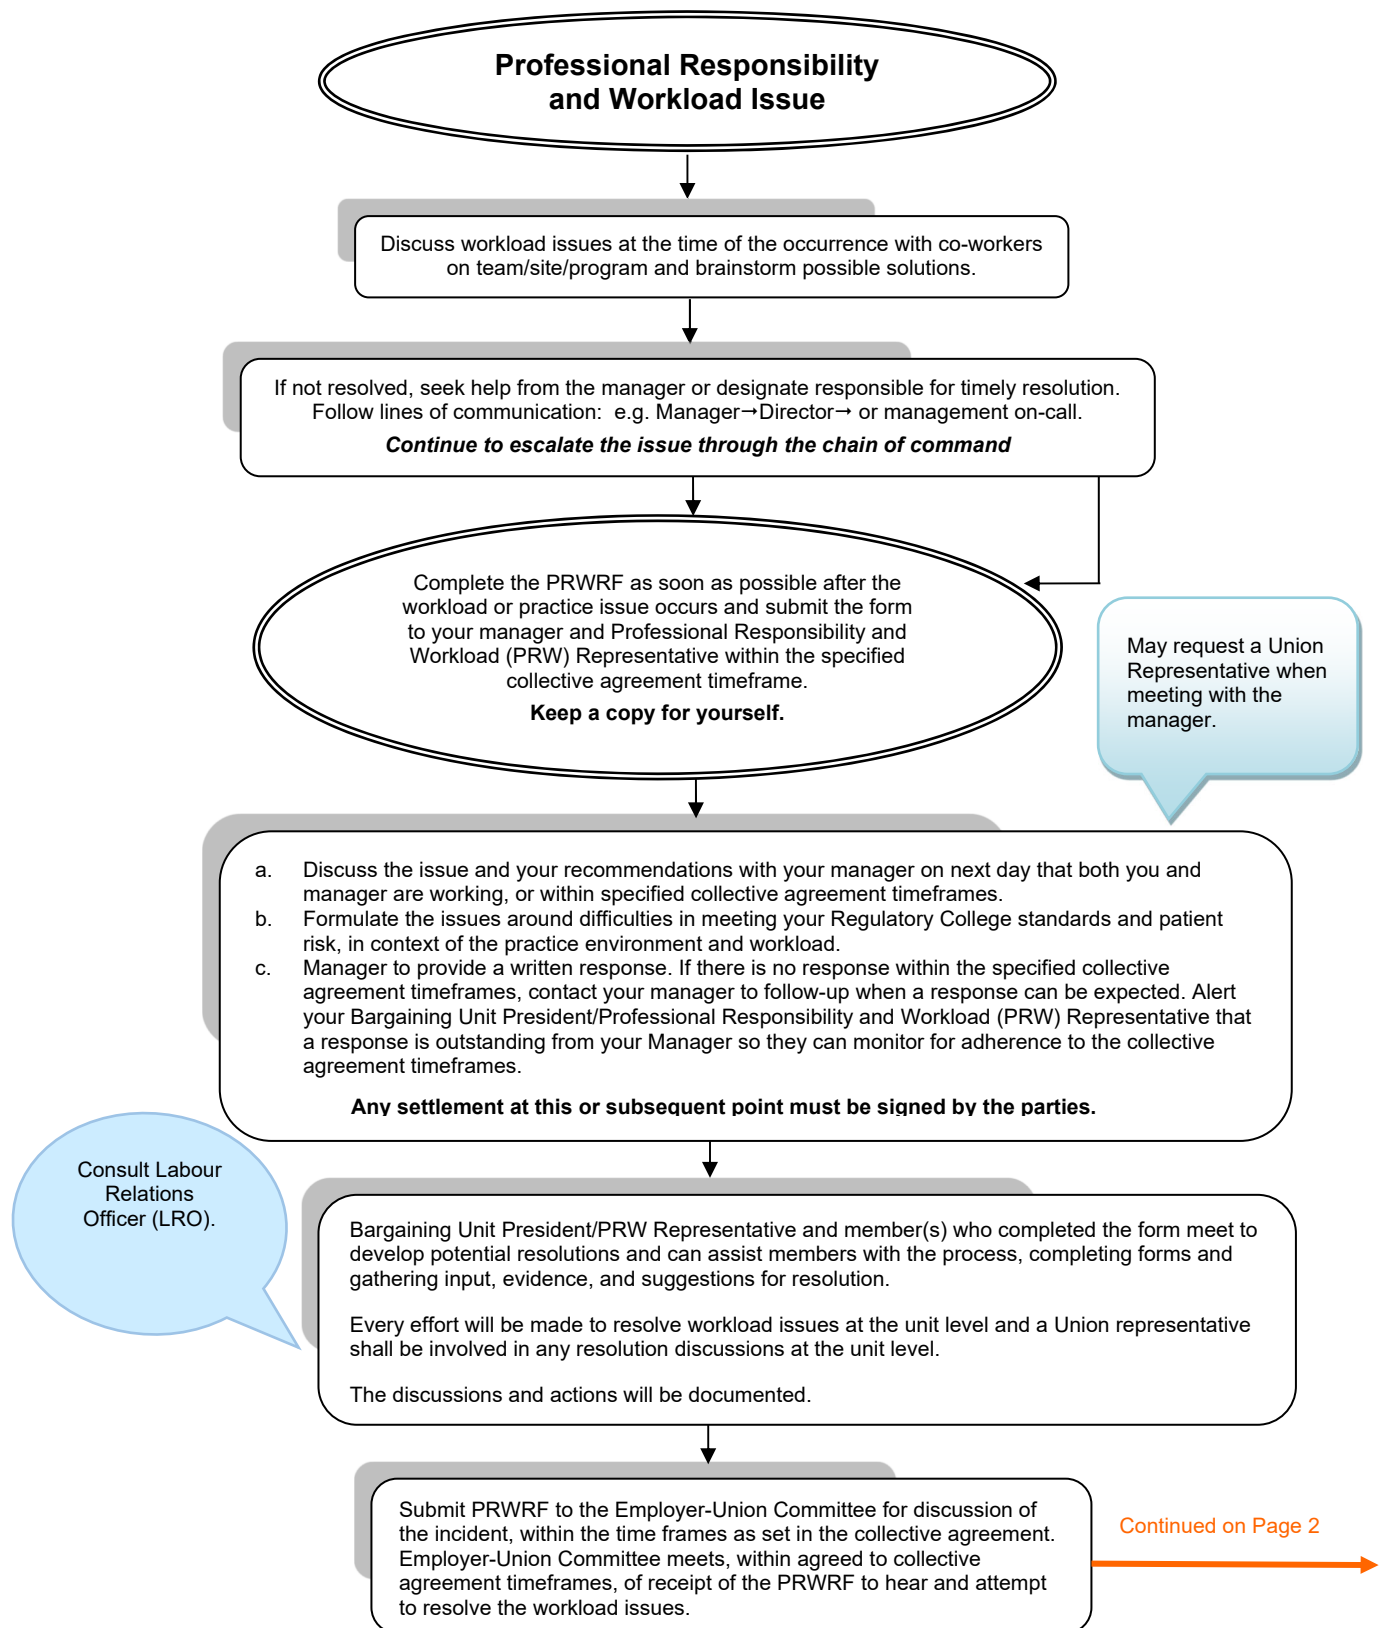 Professional Responsibility
and Workload Issue
Discuss workload issues at the time of the occurrence with co-workers
on team/site/program and brainstorm possible solutions.
If not resolved, seek help from the manager or designate responsible for timely resolution.
Follow lines of communication:  e.g. Manager→Director→ or management on-call.
Continue to escalate the issue through the chain of command
Complete the PRWRF as soon as possible after the
workload or practice issue occurs and submit the form
to your manager and Professional Responsibility and
Workload (PRW) Representative within the specified
collective agreement timeframe.
Keep a copy for yourself.
May request a Union
Representative when
meeting with the
manager.
a. Discuss the issue and your recommendations with your manager on next day that both you and
manager are working, or within specified collective agreement timeframes.
b. Formulate the issues around difficulties in meeting your Regulatory College standards and patient
risk, in context of the practice environment and workload.
c. Manager to provide a written response. If there is no response within the specified collective
agreement timeframes, contact your manager to follow-up when a response can be expected. Alert
your Bargaining Unit President/Professional Responsibility and Workload (PRW) Representative that
a response is outstanding from your Manager so they can monitor for adherence to the collective
agreement timeframes.
Any settlement at this or subsequent point must be signed by the parties.
Consult Labour
Relations
Officer (LRO).
Bargaining Unit President/PRW Representative and member(s) who completed the form meet to
develop potential resolutions and can assist members with the process, completing forms and
gathering input, evidence, and suggestions for resolution.
Every effort will be made to resolve workload issues at the unit level and a Union representative
shall be involved in any resolution discussions at the unit level.
The discussions and actions will be documented.
Submit PRWRF to the Employer-Union Committee for discussion of
the incident, within the time frames as set in the collective agreement.
Employer-Union Committee meets, within agreed to collective
agreement timeframes, of receipt of the PRWRF to hear and attempt
to resolve the workload issues.
Continued on Page 2